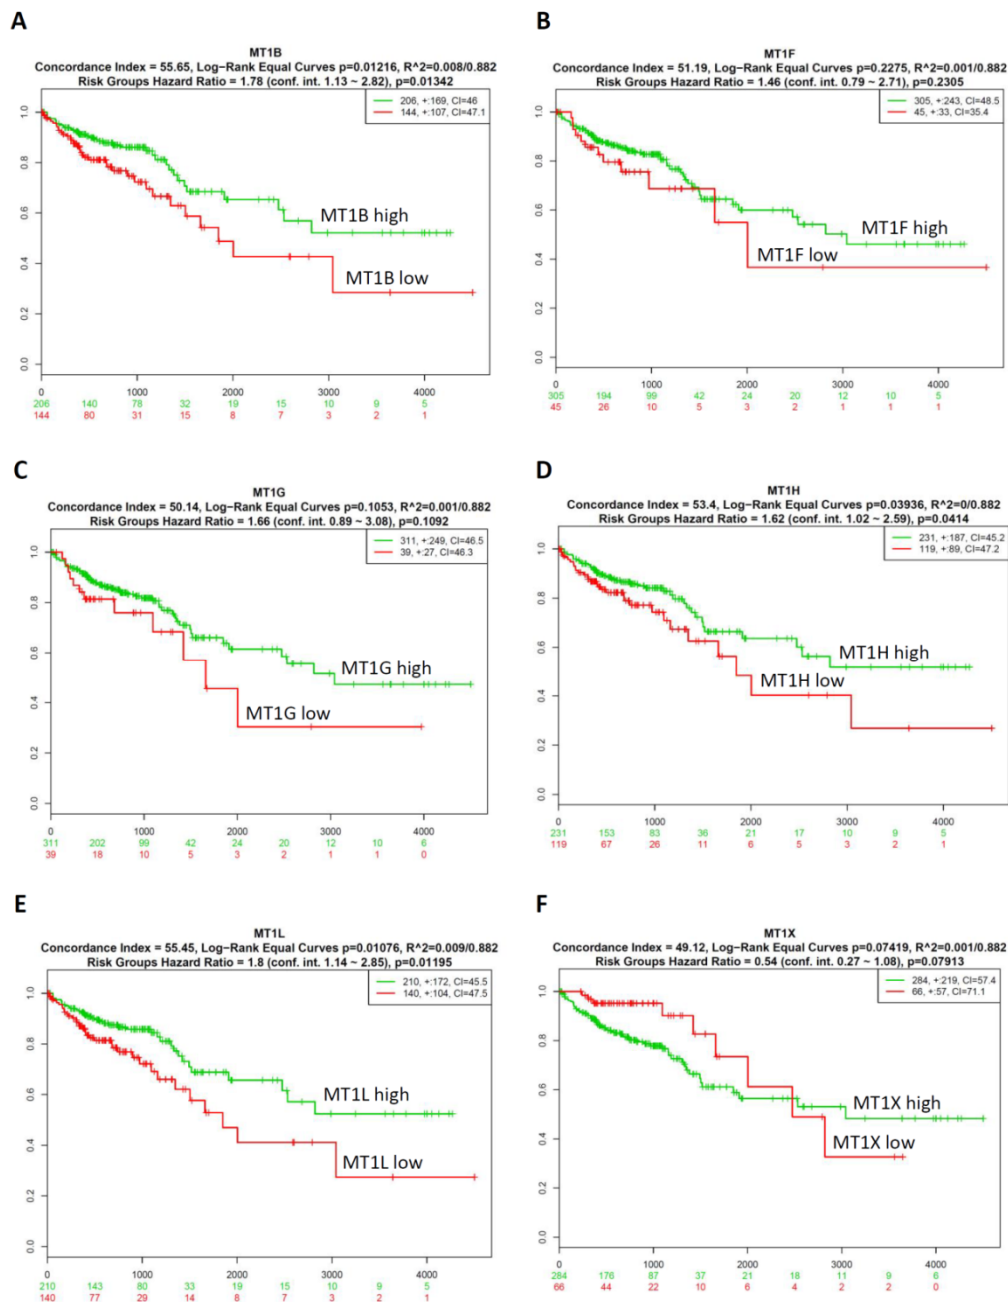 A
MT1B
Concordance Index = 55.65, Log−Rank Equal Curves p=0.01216, R^2=0.008/0.882
Risk Groups Hazard Ratio = 1.78 (conf. int. 1.13 ~ 2.82), p=0.01342
206, +:169, CI=46
144, +:107, CI=47.1
1.0
0.8
0.6
0.4
0.2
0.0
MT1B high
MT1B low
0 1000 2000 3000 4000
206 140 78 32 19 15 10 9 5
144 80 31 15 8 7 3 2 1
B
MT1F
Concordance Index = 51.19, Log−Rank Equal Curves p=0.2275, R^2=0.001/0.882
Risk Groups Hazard Ratio = 1.46 (conf. int. 0.79 ~ 2.71), p=0.2305
305, +:243, CI=48.5
45, +:33, CI=35.4
1.0
0.8
0.6
0.4
0.2
0.0
MT1F high
MT1F low
0 1000 2000 3000 4000
305 194 99 42 24 20 12 10 5
45 26 10 5 3 2 1 1 1
C
MT1G
Concordance Index = 50.14, Log−Rank Equal Curves p=0.1053, R^2=0.001/0.882
Risk Groups Hazard Ratio = 1.66 (conf. int. 0.89 ~ 3.08), p=0.1092
311, +:249, CI=46.5
39, +:27, CI=46.3
1.0
0.8
0.6
0.4
0.2
0.0
MT1G high
MT1G low
0 1000 2000 3000 4000
311 202 99 42 24 20 12 10 6
39 18 10 5 3 2 1 1 0
D
MT1H
Concordance Index = 53.4, Log−Rank Equal Curves p=0.03936, R^2=0/0.882
Risk Groups Hazard Ratio = 1.62 (conf. int. 1.02 ~ 2.59), p=0.0414
231, +:187, CI=45.2
119, +:89, CI=47.2
1.0
0.8
0.6
0.4
0.2
0.0
MT1H high
MT1H low
0 1000 2000 3000 4000
231 153 83 36 21 17 10 9 5
119 67 26 11 6 5 3 2 1
E
MT1L
Concordance Index = 55.45, Log−Rank Equal Curves p=0.01076, R^2=0.009/0.882
Risk Groups Hazard Ratio = 1.8 (conf. int. 1.14 ~ 2.85), p=0.01195
210, +:172, CI=45.5
140, +:104, CI=47.5
1.0
0.8
0.6
0.4
0.2
0.0
MT1L high
MT1L low
0 1000 2000 3000 4000
210 143 80 33 19 15 10 9 5
140 77 29 14 8 7 3 2 1
F
MT1X
Concordance Index = 49.12, Log−Rank Equal Curves p=0.07419, R^2=0.001/0.882
Risk Groups Hazard Ratio = 0.54 (conf. int. 0.27 ~ 1.08), p=0.07913
284, +:219, CI=57.4
66, +:57, CI=71.1
1.0
0.8
0.6
0.4
0.2
0.0
MT1X high
MT1X low
0 1000 2000 3000 4000
284 176 87 37 21 18 11 9 6
66 44 22 10 6 4 2 2 0